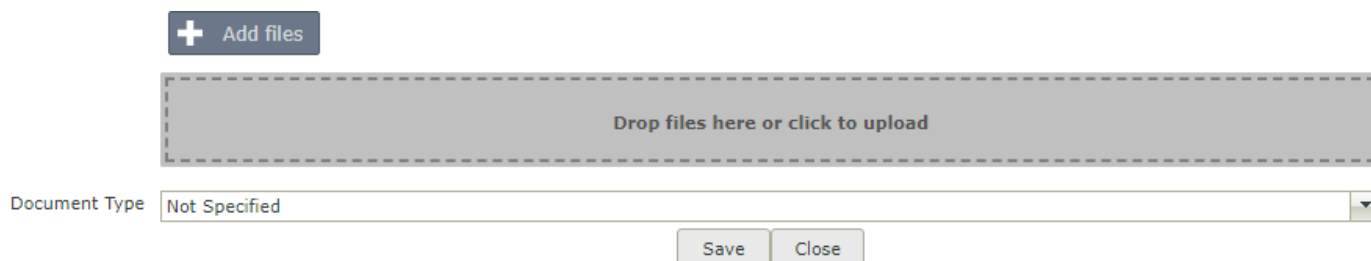 Add files
Drop files here or click to upload
Document Type Not Specified
Save Close